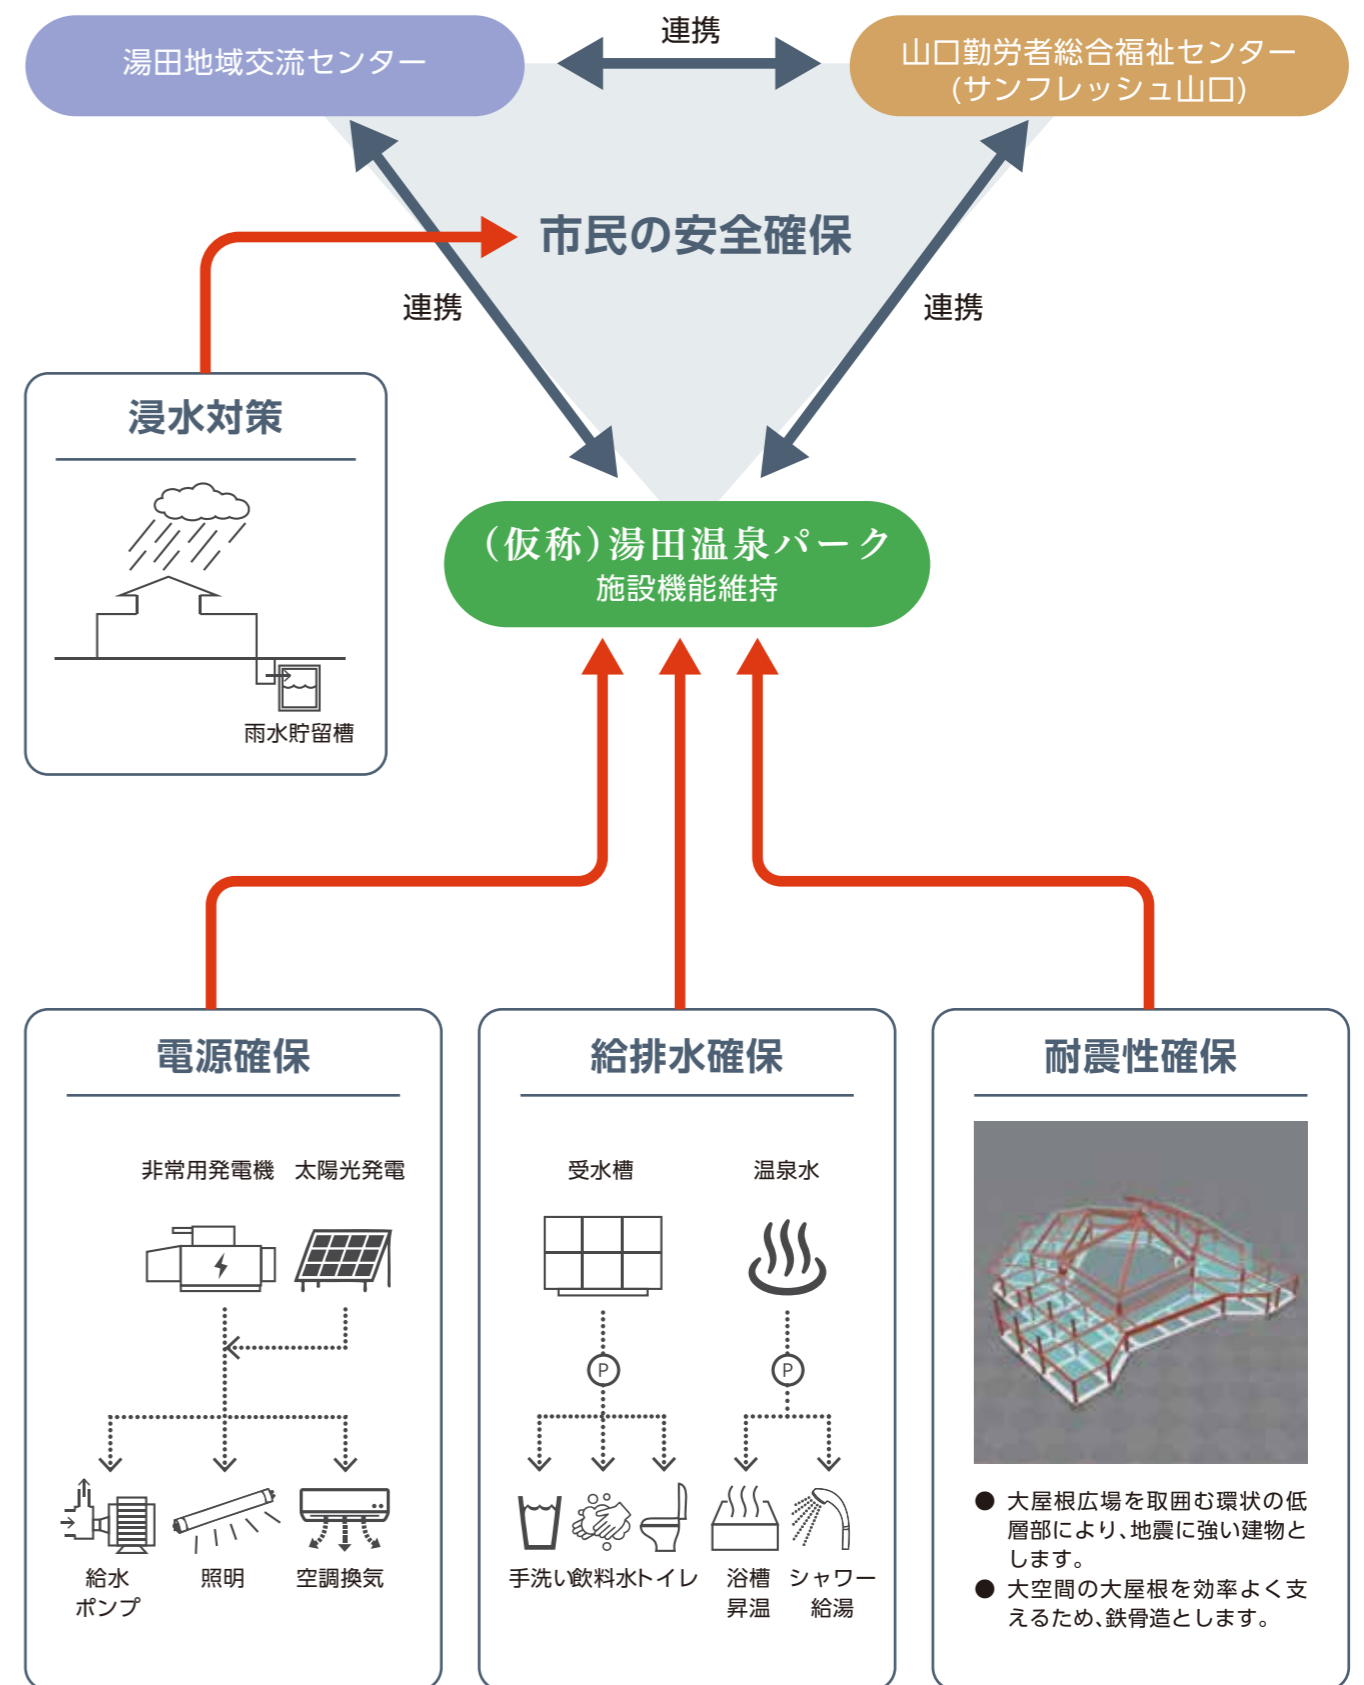 連携
湯田地域交流センター
山口勤労者総合福祉センター
(サンフレッシュ山口)
市民の安全確保
連携
連携
浸水対策
雨水貯留槽
(仮称)湯田温泉パーク
施設機能維持
電源確保
非常用発電機
太陽光発電
給水
ポンプ
照明
空調換気
給排水確保
受水槽
温泉水
P
P
手洗い
飲料水
トイレ
浴槽
昇温
シャワー
給湯
耐震性確保
● 大屋根広場を取囲む環状の低
層部により、地震に強い建物と
します。
● 大空間の大屋根を効率よく支
えるため、鉄骨造とします。